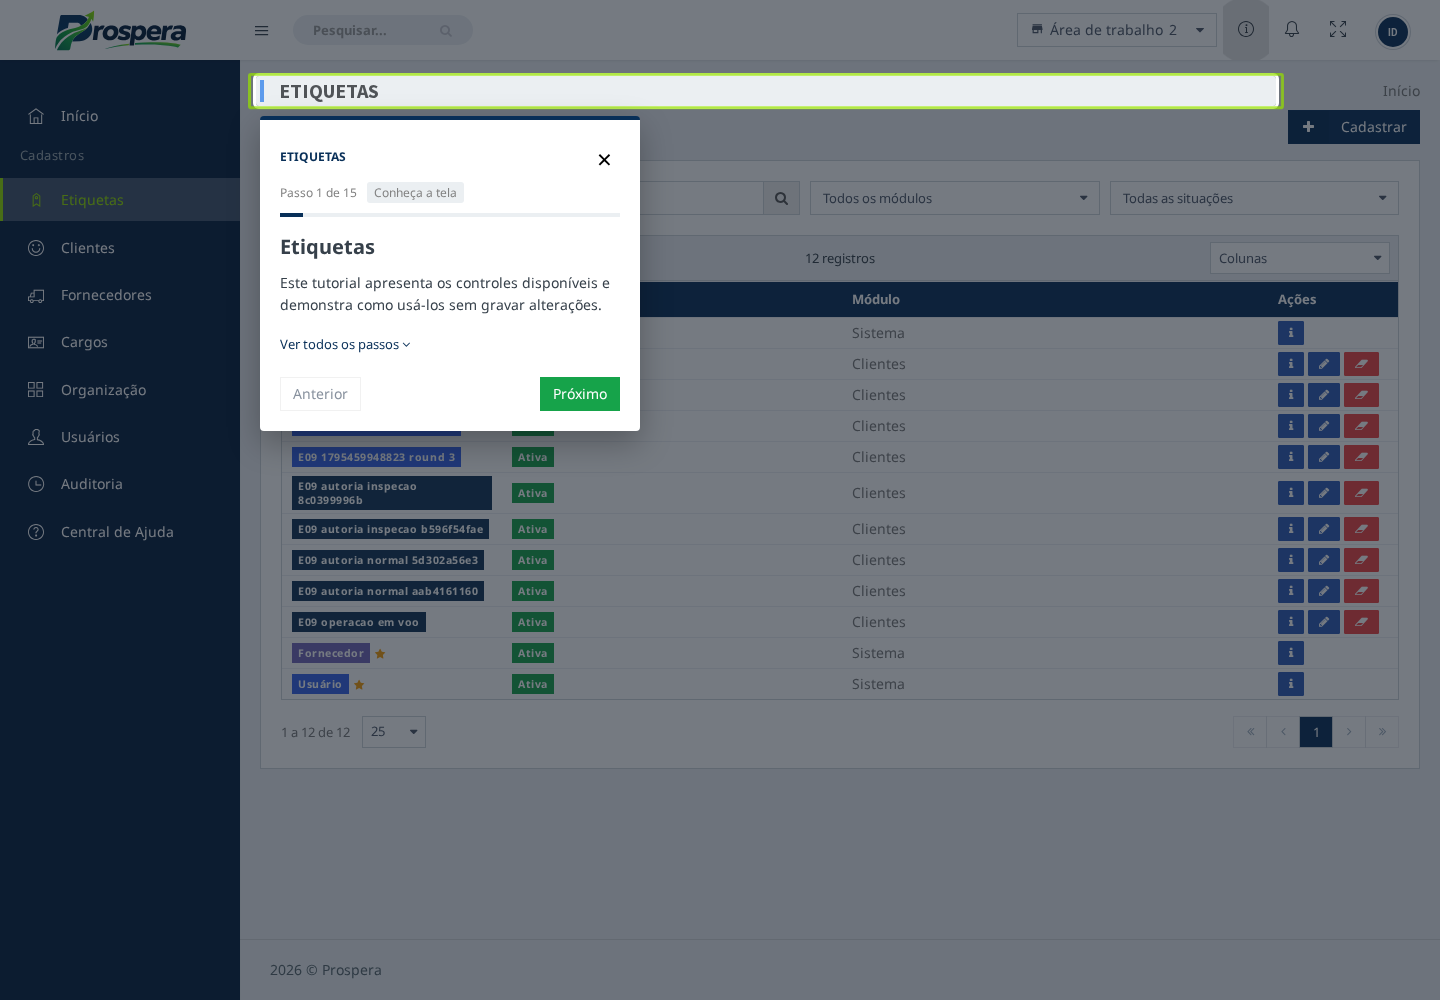 Prospera
Pesquisar...
Área de trabalho 2
ID
Início
Cadastros
Etiquetas
Clientes
Fornecedores
Cargos
Organização
Usuários
Auditoria
Central de Ajuda
ETIQUETAS
Início
Cadastrar
ETIQUETAS
Passo 1 de 15 Conheça a tela
Etiquetas
Este tutorial apresenta os controles disponíveis e
demonstra como usá-los sem gravar alterações.
Ver todos os passos
Anterior
Próximo
Todos os módulos
Todas as situações
12 registros
Colunas
Módulo Ações
Sistema
Clientes
Clientes
Clientes
E09 1795459948823 round 3 Ativa Clientes
E09 autoria inspecao
8c0399996b Ativa Clientes
E09 autoria inspecao b596f54fae Ativa Clientes
E09 autoria normal 5d302a56e3 Ativa Clientes
E09 autoria normal aab4161160 Ativa Clientes
E09 operacao em voo Ativa Clientes
Fornecedor Ativa Sistema
Usuário Ativa Sistema
1 a 12 de 12 25
« ‹ 1 › »
2026 © Prospera